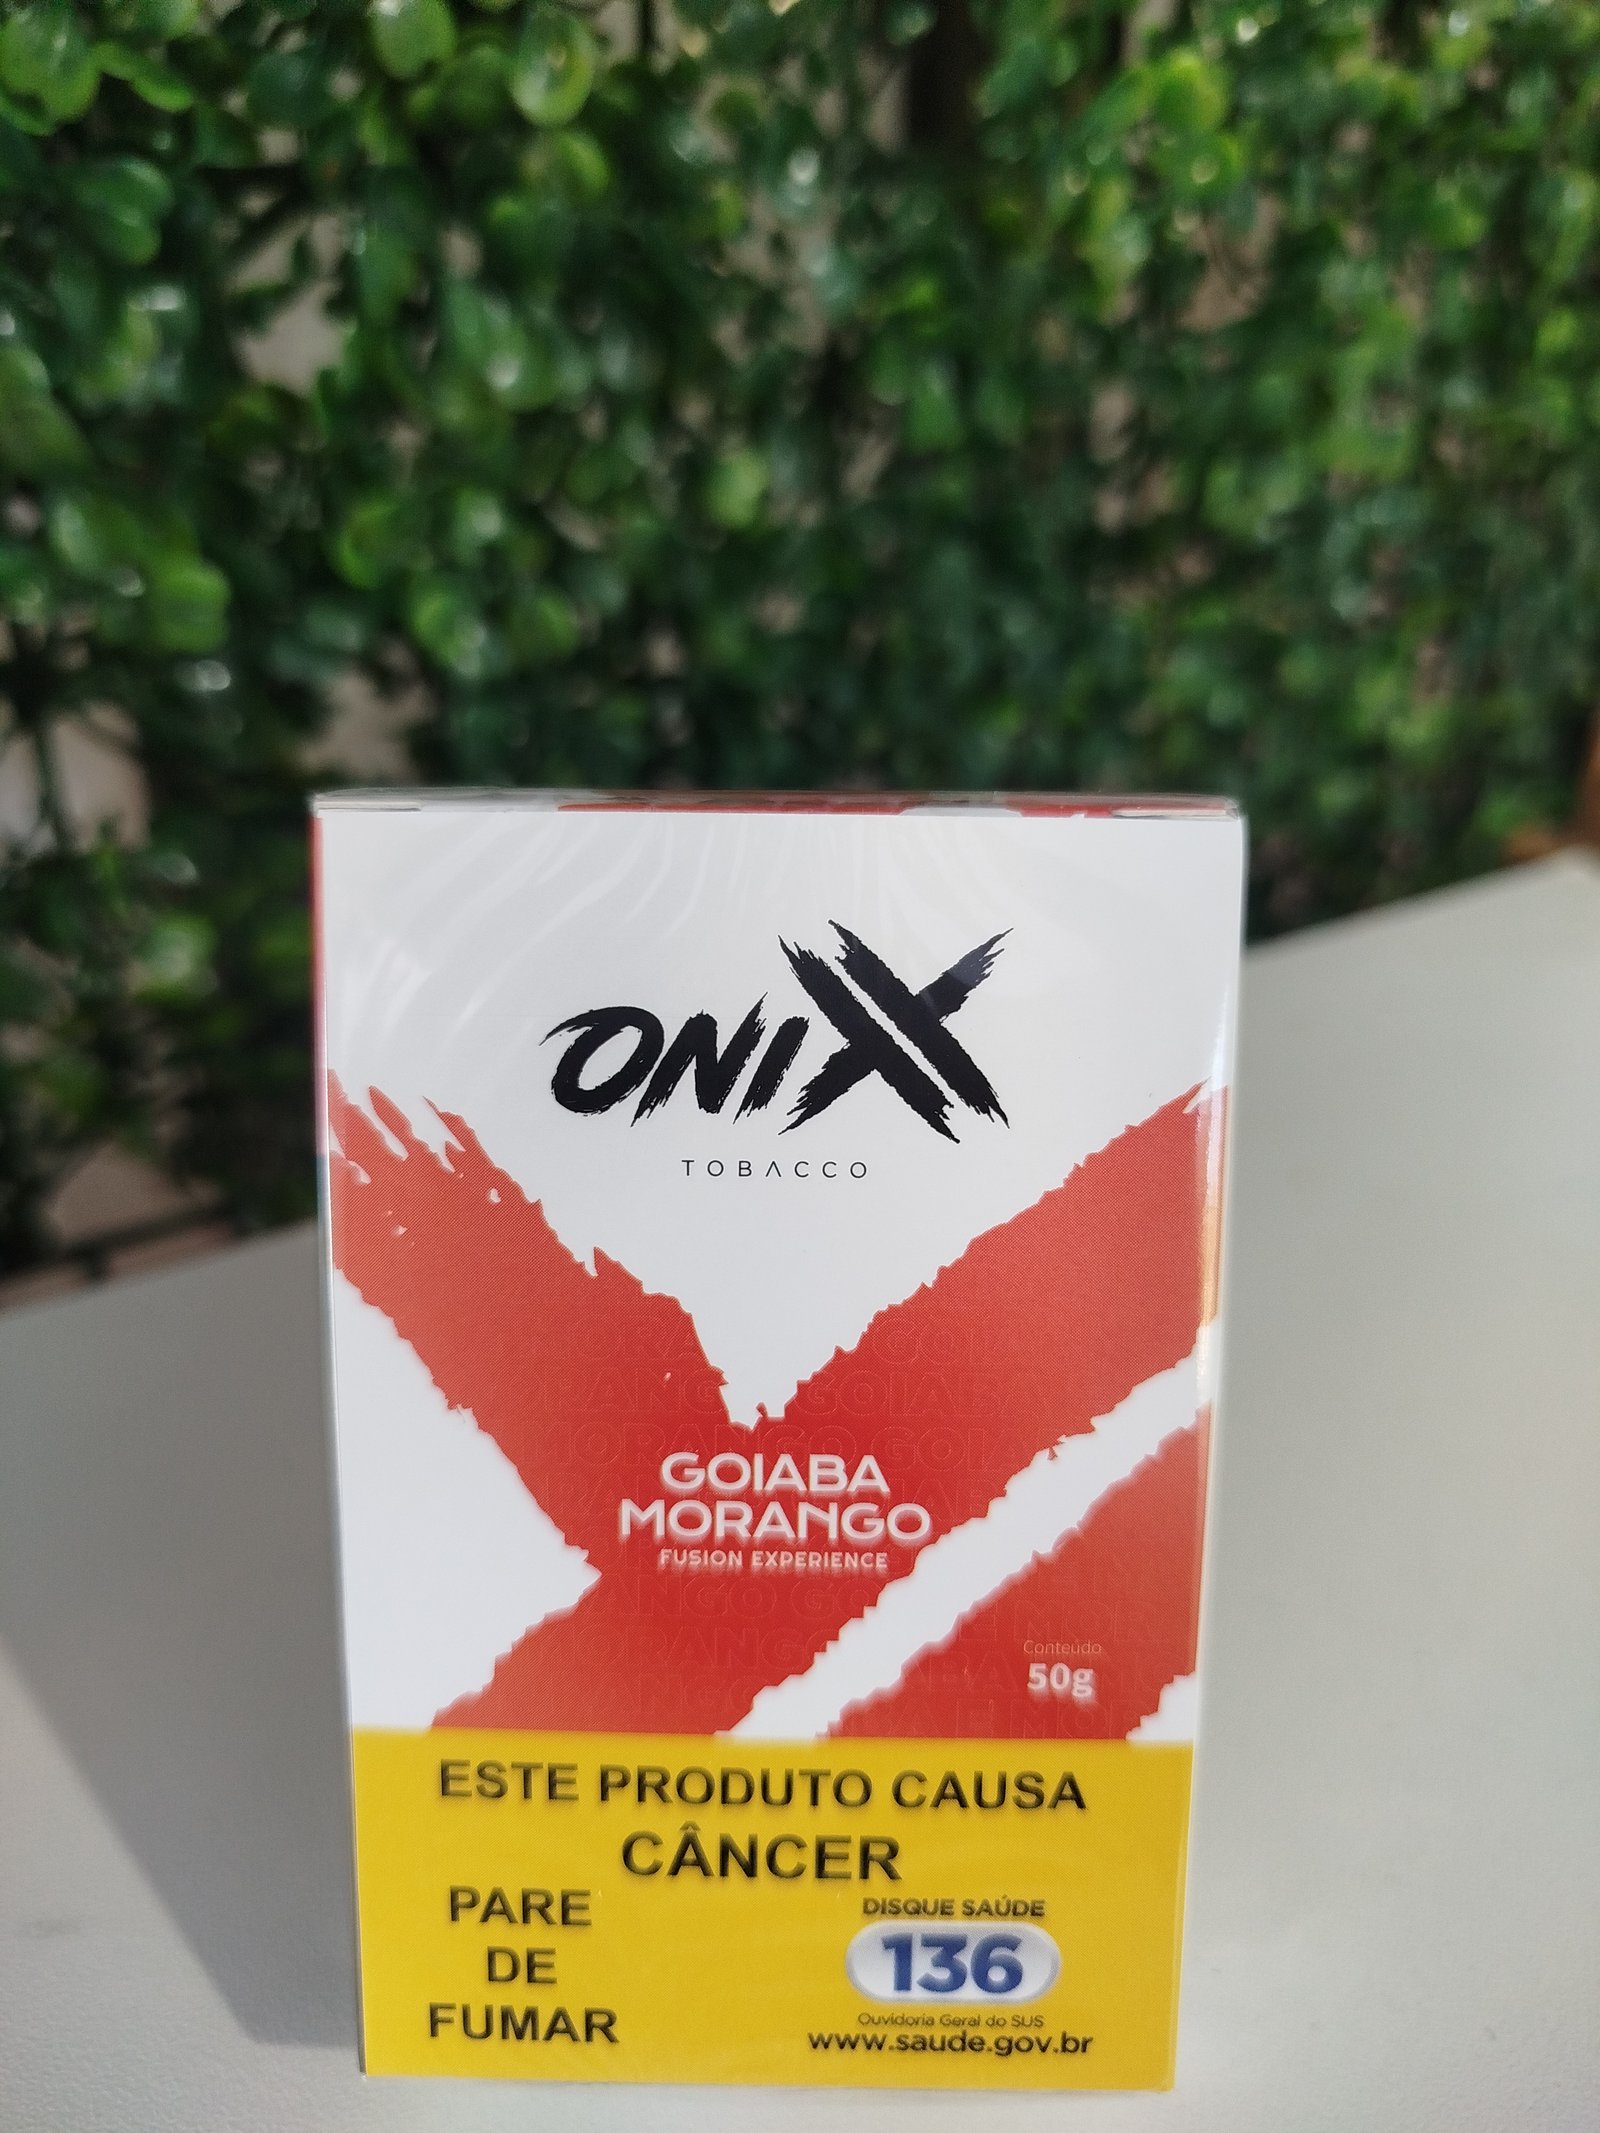 ONIX
TOBACCO
GOIABA
MORANGO
FUSION EXPERIENCE
Conteúdo
50g
ESTE PRODUTO CAUSA
CÂNCER
PARE
DE
FUMAR
DISQUE SAÚDE
136
Ouvidoria Geral do SUS
www.saude.gov.br